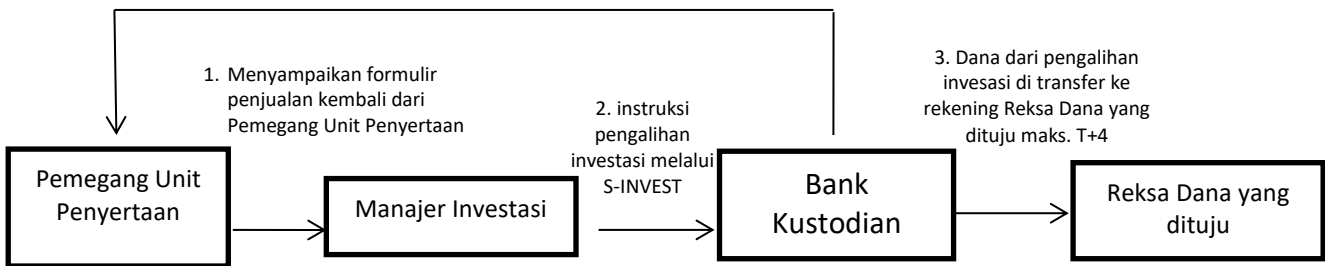 1. Menyampaikan formulir
penjualan kembali dari
Pemegang Unit Penyertaan
2. instruksi
pengalihan
investasi melalui
S-INVEST
3. Dana dari pengalihan
invesasi di transfer ke
rekening Reksa Dana yang
dituju maks. T+4
Pemegang Unit
Penyertaan
Manajer Investasi
Bank
Kustodian
Reksa Dana yang
dituju